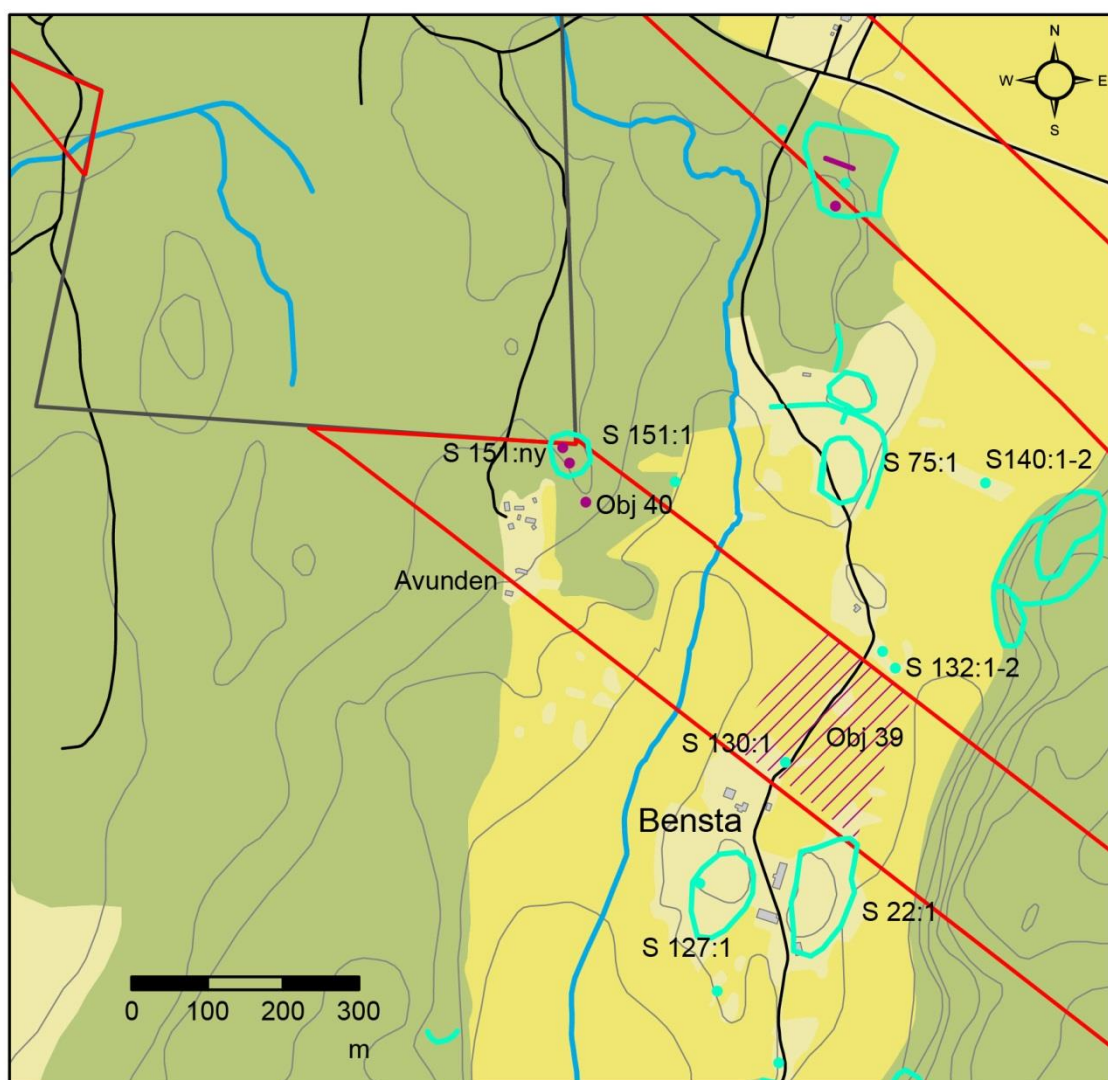 N
W E
S
S 151:1
S 151:ny
S 75:1
S140:1-2
Obj 40
Avunden
S 132:1-2
S 130:1
Obj 39
Bensta
S 22:1
S 127:1
0 100 200 300
m